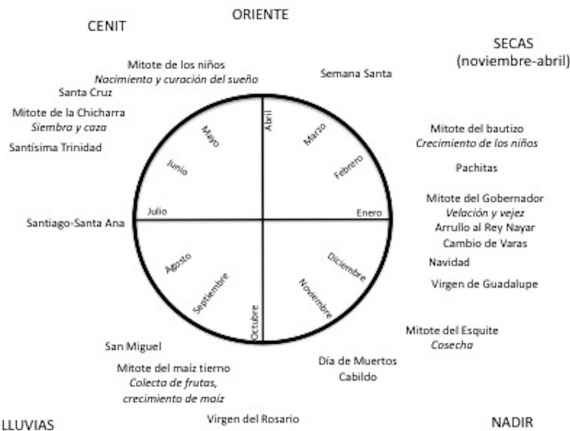 ORIENTE
CENIT
SECAS
(noviembre-abril)
Mitote de los niños
Nacimiento y curación del sueño
Semana Santa
Santa Cruz
Mitote de la Chicharra
Siembra y caza
Santísima Trinidad
Santiago-Santa Ana
Mitote del bautizo
Crecimiento de los niños
Pachitas
Mitote del Gobernador
Velación y vejez
Arrullo al Rey Nayar
Cambio de Varas
Navidad
Virgen de Guadalupe
Abril
Mayo
Marzo
Junio
Febrero
Julio
Enero
Agosto
Diciembre
Septiembre
Noviembre
Octubre
Mitote del Esquite
Cosecha
San Miguel
Día de Muertos
Cabildo
Mitote del maíz tierno
Colecta de frutas,
crecimiento de maíz
Virgen del Rosario
LLUVIAS
NADIR